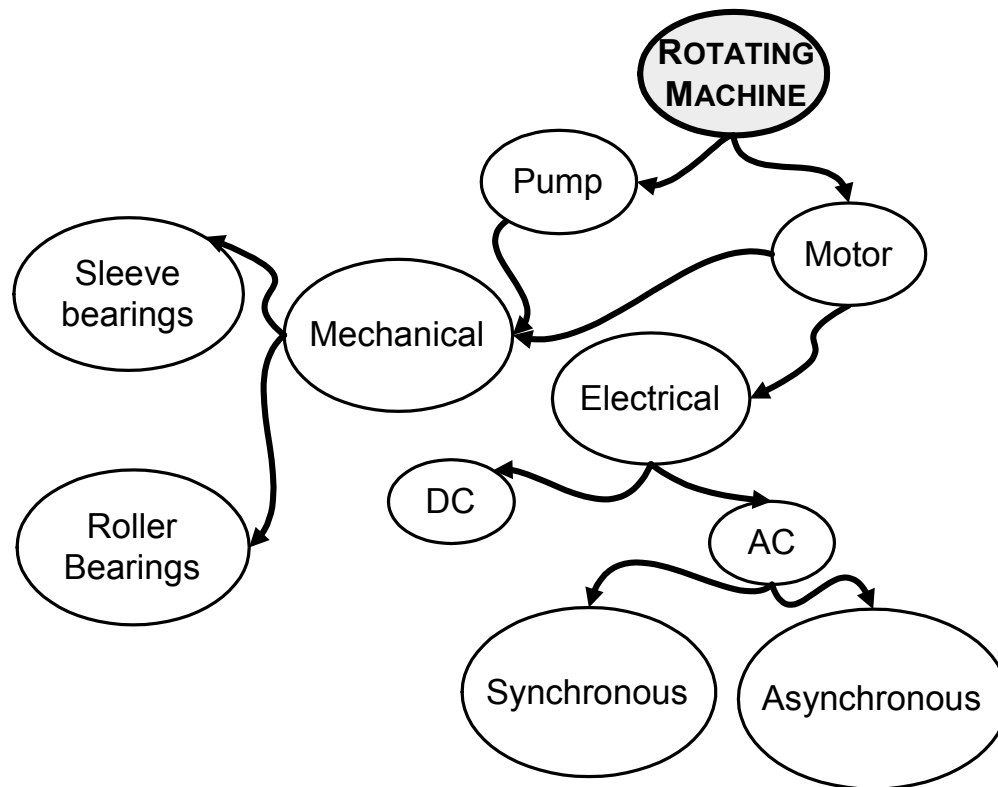 ROTATING
MACHINE
Pump
Motor
Sleeve
bearings
Mechanical
Electrical
DC
AC
Roller
Bearings
Synchronous
Asynchronous